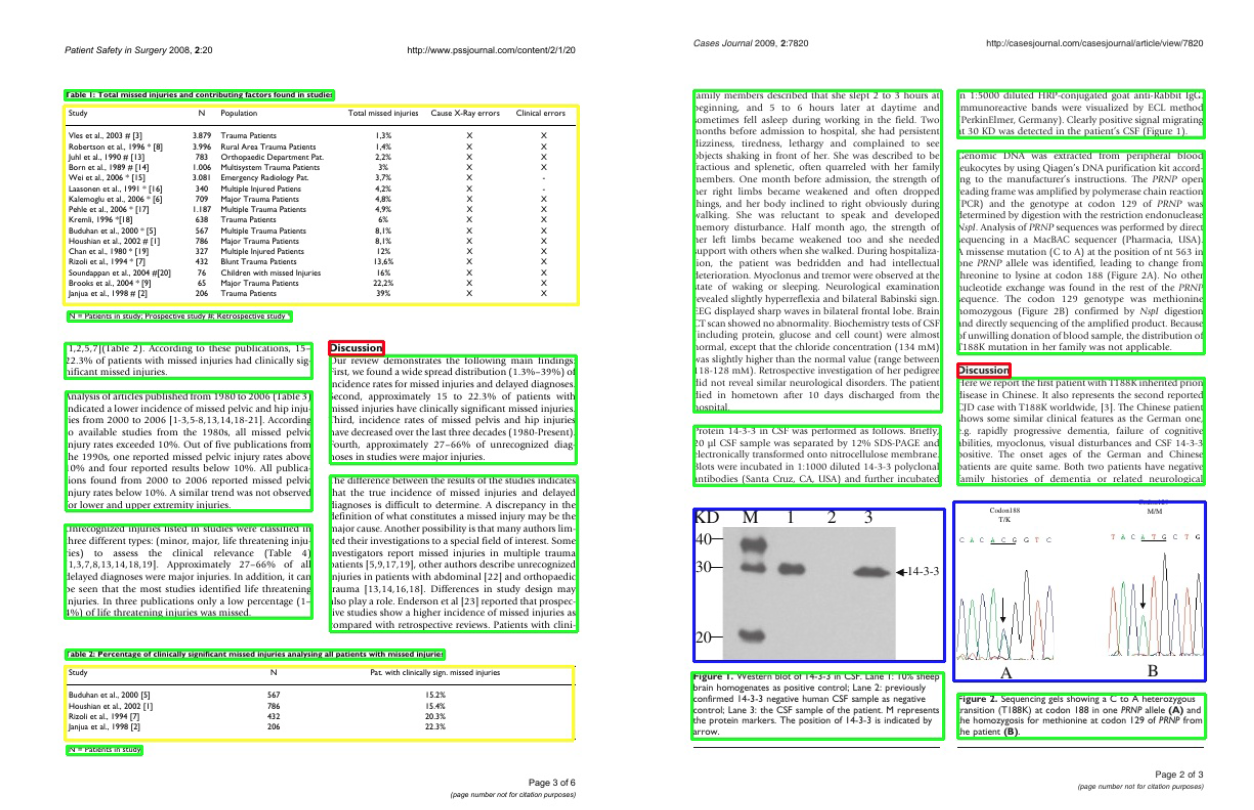 Patient Safety in Surgery 2008, 2:20
http://www.pssjournal.com/content/2/1/20
Table 1: Total missed injuries and contributing factors found in studies
Study N Population Total missed injuries Cause X-Ray errors Clinical errors
Vles et al., 2003 # [3] 3.879 Trauma Patients 1,3% X X
Robertson et al., 1996 * [8] 3.996 Rural Area Trauma Patients 1,4% X X
Juhl et al., 1990 # [13] 783 Orthopaedic Department Pat. 2,2% X X
Born et al., 1989 # [14] 1.006 Multisystem Trauma Patients 3% X X
Wei et al., 2006 * [15] 3.081 Emergency Radiology Pat. 3,7% X -
Laasonen et al., 1991 * [16] 340 Multiple Injured Patiens 4,2% X -
Kalemoglu et al., 2006 * [6] 709 Major Trauma Patients 4,8% X X
Pehle et al., 2006 * [17] 1.187 Multiple Trauma Patients 4,9% X X
Kremli, 1996 *[18] 638 Trauma Patients 6% X X
Buduhan et al., 2000 * [5] 567 Multiple Trauma Patients 8,1% X X
Houshian et al., 2002 # [1] 786 Major Trauma Patients 8,1% X X
Chan et al., 1980 * [19] 327 Multiple Injured Patients 12% X X
Rizoli et al., 1994 * [7] 432 Blunt Trauma Patients 13,6% X X
Soundappan et al., 2004 #[20] 76 Children with missed Injuries 16% X X
Brooks et al., 2004 * [9] 65 Major Trauma Patients 22,2% X X
Janjua et al., 1998 # [2] 206 Trauma Patients 39% X X
N = Patients in study; Prospective study #; Retrospective study *
[1,2,5,7](Table 2). According to these publications, 15–
22.3% of patients with missed injuries had clinically sig-
nificant missed injuries.
Analysis of articles published from 1980 to 2006 (Table 3)
indicated a lower incidence of missed pelvic and hip inju-
ries from 2000 to 2006 [1-3,5-8,13,14,18-21]. According
to available studies from the 1980s, all missed pelvic
injury rates exceeded 10%. Out of five publications from
the 1990s, one reported missed pelvic injury rates above
10% and four reported results below 10%. All publica-
tions found from 2000 to 2006 reported missed pelvic
injury rates below 10%. A similar trend was not observed
for lower and upper extremity injuries.
Unrecognized injuries listed in studies were classified in
three different types: (minor, major, life threatening inju-
ries) to assess the clinical relevance (Table 4)
[1,3,7,8,13,14,18,19]. Approximately 27–66% of all
delayed diagnoses were major injuries. In addition, it can
be seen that the most studies identified life threatening
injuries. In three publications only a low percentage (1–
4%) of life threatening injuries was missed.
Discussion
Our review demonstrates the following main findings:
First, we found a wide spread distribution (1.3%–39%) of
incidence rates for missed injuries and delayed diagnoses.
Second, approximately 15 to 22.3% of patients with
missed injuries have clinically significant missed injuries.
Third, incidence rates of missed pelvis and hip injuries
have decreased over the last three decades (1980-Present).
Fourth, approximately 27–66% of unrecognized diag-
noses in studies were major injuries.
The difference between the results of the studies indicates
that the true incidence of missed injuries and delayed
diagnoses is difficult to determine. A discrepancy in the
definition of what constitutes a missed injury may be the
major cause. Another possibility is that many authors lim-
ited their investigations to a special field of interest. Some
investigators report missed injuries in multiple trauma
patients [5,9,17,19], other authors describe unrecognized
injuries in patients with abdominal [22] and orthopaedic
trauma [13,14,16,18]. Differences in study design may
also play a role. Enderson et al [23] reported that prospec-
tive studies show a higher incidence of missed injuries as
compared with retrospective reviews. Patients with clini-
Table 2: Percentage of clinically significant missed injuries analysing all patients with missed injuries
Study N Pat. with clinically sign. missed injuries
Buduhan et al., 2000 [5] 567 15.2%
Houshian et al., 2002 [1] 786 15.4%
Rizoli et al., 1994 [7] 432 20.3%
Janjua et al., 1998 [2] 206 22.3%
N = Patients in study
Page 3 of 6
(page number not for citation purposes)
Cases Journal 2009, 2:7820
http://casesjournal.com/casesjournal/article/view/7820
family members described that she slept 2 to 3 hours at
beginning, and 5 to 6 hours later at daytime and
sometimes fell asleep during working in the field. Two
months before admission to hospital, she had persistent
dizziness, tiredness, lethargy and complained to see
objects shaking in front of her. She was described to be
fractious and splenetic, often quarreled with her family
members. One month before admission, the strength of
her right limbs became weakened and often dropped
things, and her body inclined to right obviously during
walking. She was reluctant to speak and developed
memory disturbance. Half month ago, the strength of
her left limbs became weakened too and she needed
support with others when she walked. During hospitaliza-
tion, the patient was bedridden and had intellectual
deterioration. Myoclonus and tremor were observed at the
state of waking or sleeping. Neurological examination
revealed slightly hyperreflexia and bilateral Babinski sign.
EEG displayed sharp waves in bilateral frontal lobe. Brain
CT scan showed no abnormality. Biochemistry tests of CSF
(including protein, glucose and cell count) were almost
normal, except that the chloride concentration (134 mM)
was slightly higher than the normal value (range between
118-128 mM). Retrospective investigation of her pedigree
did not reveal similar neurological disorders. The patient
died in hometown after 10 days discharged from the
hospital.
Protein 14-3-3 in CSF was performed as follows. Briefly,
20 μl CSF sample was separated by 12% SDS-PAGE and
electronically transformed onto nitrocellulose membrane.
Blots were incubated in 1:1000 diluted 14-3-3 polyclonal
antibodies (Santa Cruz, CA, USA) and further incubated
in 1:5000 diluted HRP-conjugated goat anti-Rabbit IgG.
Immunoreactive bands were visualized by ECL method
(PerkinElmer, Germany). Clearly positive signal migrating
at 30 KD was detected in the patient's CSF (Figure 1).
Genomic DNA was extracted from peripheral blood
leukocytes by using Qiagen's DNA purification kit accord-
ing to the manufacturer's instructions. The PRNP open
reading frame was amplified by polymerase chain reaction
(PCR) and the genotype at codon 129 of PRNP was
determined by digestion with the restriction endonuclease
NspI. Analysis of PRNP sequences was performed by direct
sequencing in a MacBAC sequencer (Pharmacia, USA).
A missense mutation (C to A) at the position of nt 563 in
one PRNP allele was identified, leading to change from
threonine to lysine at codon 188 (Figure 2A). No other
nucleotide exchange was found in the rest of the PRNP
sequence. The codon 129 genotype was methionine
homozygous (Figure 2B) confirmed by NspI digestion
and directly sequencing of the amplified product. Because
of unwilling donation of blood sample, the distribution of
T188K mutation in her family was not applicable.
Discussion
Here we report the first patient with T188K inherited prion
disease in Chinese. It also represents the second reported
CJD case with T188K worldwide, [3]. The Chinese patient
shows some similar clinical features as the German one,
e.g. rapidly progressive dementia, failure of cognitive
abilities, myoclonus, visual disturbances and CSF 14-3-3
positive. The onset ages of the German and Chinese
patients are quite same. Both two patients have negative
family histories of dementia or related neurological
KD M 1 2 3
40
30
14-3-3
20
Figure 1. Western blot of 14-3-3 in CSF. Lane 1: 10% sheep
brain homogenates as positive control; Lane 2: previously
confirmed 14-3-3 negative human CSF sample as negative
control; Lane 3: the CSF sample of the patient. M represents
the protein markers. The position of 14-3-3 is indicated by
arrow.
Codon188
T/K
C A C A C G G T C
A
M/M
T A C A T G C T G
B
Figure 2. Sequencing gels showing a C to A heterozygous
transition (T188K) at codon 188 in one PRNP allele (A) and
the homozygosis for methionine at codon 129 of PRNP from
the patient (B).
Page 2 of 3
(page number not for citation purposes)